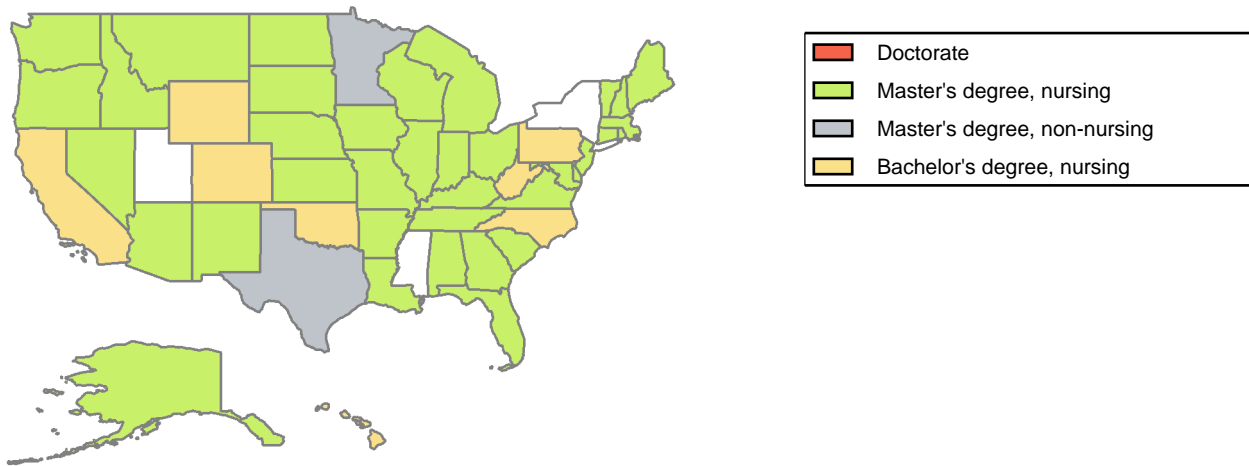 Doctorate
Master's degree, nursing
Master's degree, non-nursing
Bachelor's degree, nursing